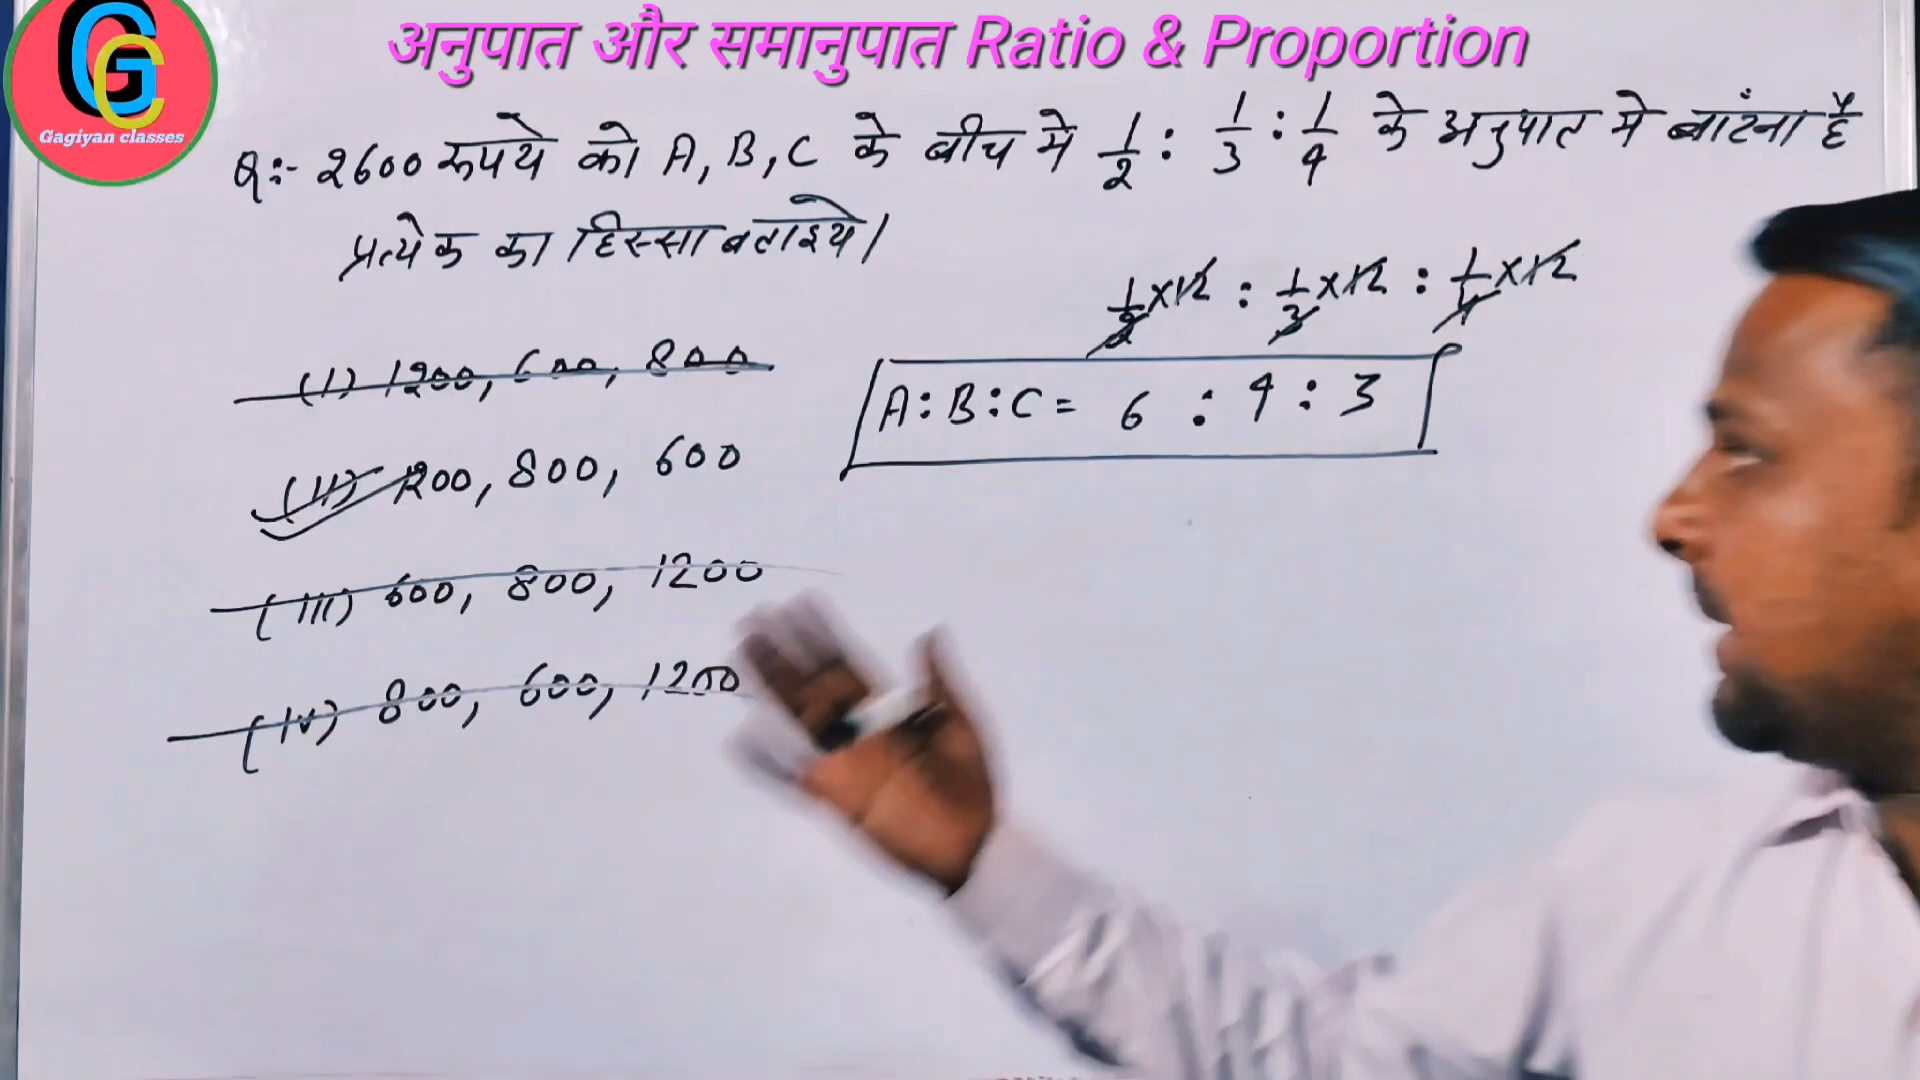 अनुपात और समानुपात Ratio & Proportion
GC
Gagiyan classes
Q:- 2600 रूपये को A, B, C के बीच मे 1/2 : 1/3 : 1/4 के अनुपात मे बांटना है
प्रत्येक का हिस्सा बताइये।
1/2×12 : 1/3×12 : 1/4×12
A:B:C = 6 : 4 : 3
(I) 1200, 600, 800
(II) 1200, 800, 600
(III) 600, 800, 1200
(IV) 800, 600, 1200